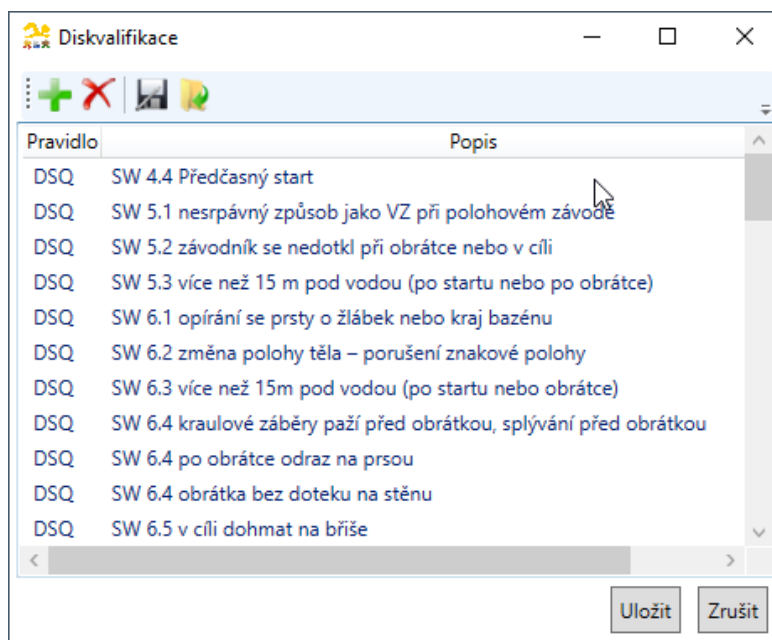 Diskvalifikace
Pravidlo Popis
DSQ SW 4.4 Předčasný start
DSQ SW 5.1 nesrpávný způsob jako VZ při polohovém závodě
DSQ SW 5.2 závodník se nedotkl při obrátce nebo v cíli
DSQ SW 5.3 více než 15 m pod vodou (po startu nebo po obrátce)
DSQ SW 6.1 opírání se prsty o žlábek nebo kraj bazénu
DSQ SW 6.2 změna polohy těla – porušení znakové polohy
DSQ SW 6.3 více než 15m pod vodou (po startu nebo obrátce)
DSQ SW 6.4 kraulové záběry paží před obrátkou, splývání před obrátkou
DSQ SW 6.4 po obrátce odraz na prsou
DSQ SW 6.4 obrátka bez doteku na stěnu
DSQ SW 6.5 v cíli dohmat na břiše
Uložit Zrušit